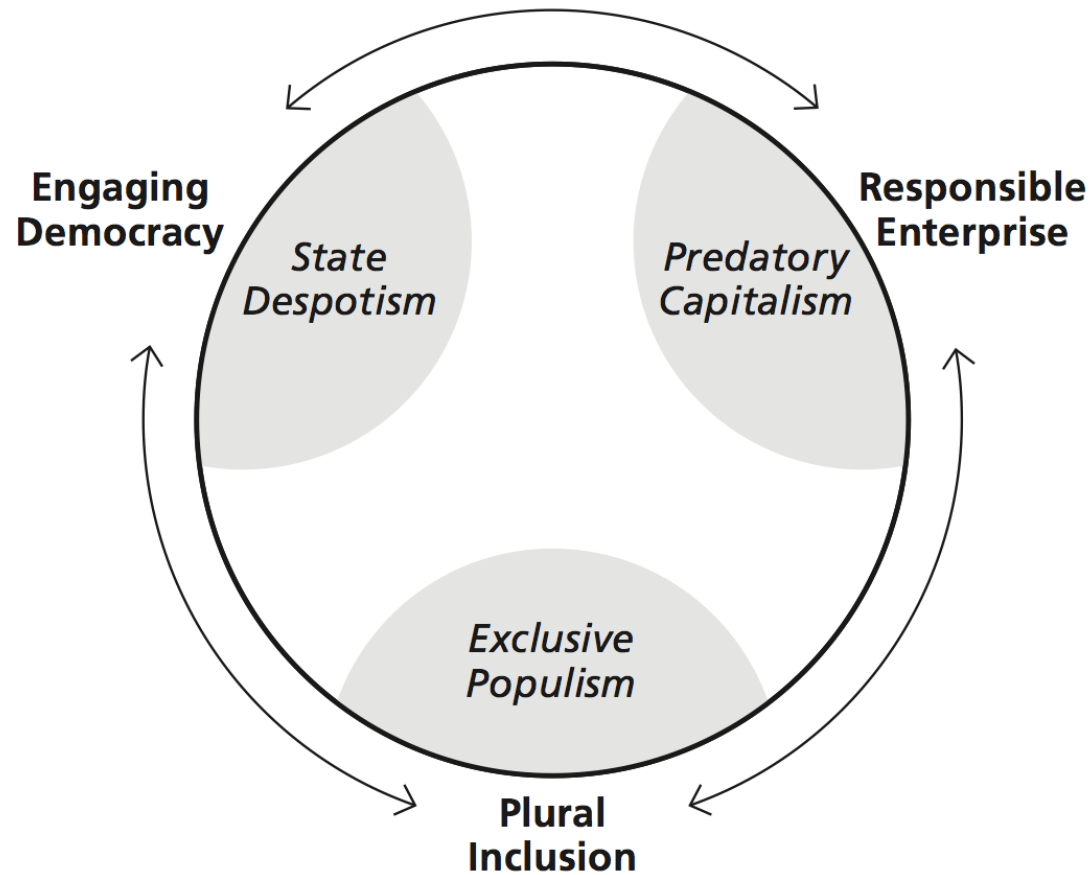 Engaging
Democracy
Responsible
Enterprise
State
Despotism
Predatory
Capitalism
Exclusive
Populism
Plural
Inclusion